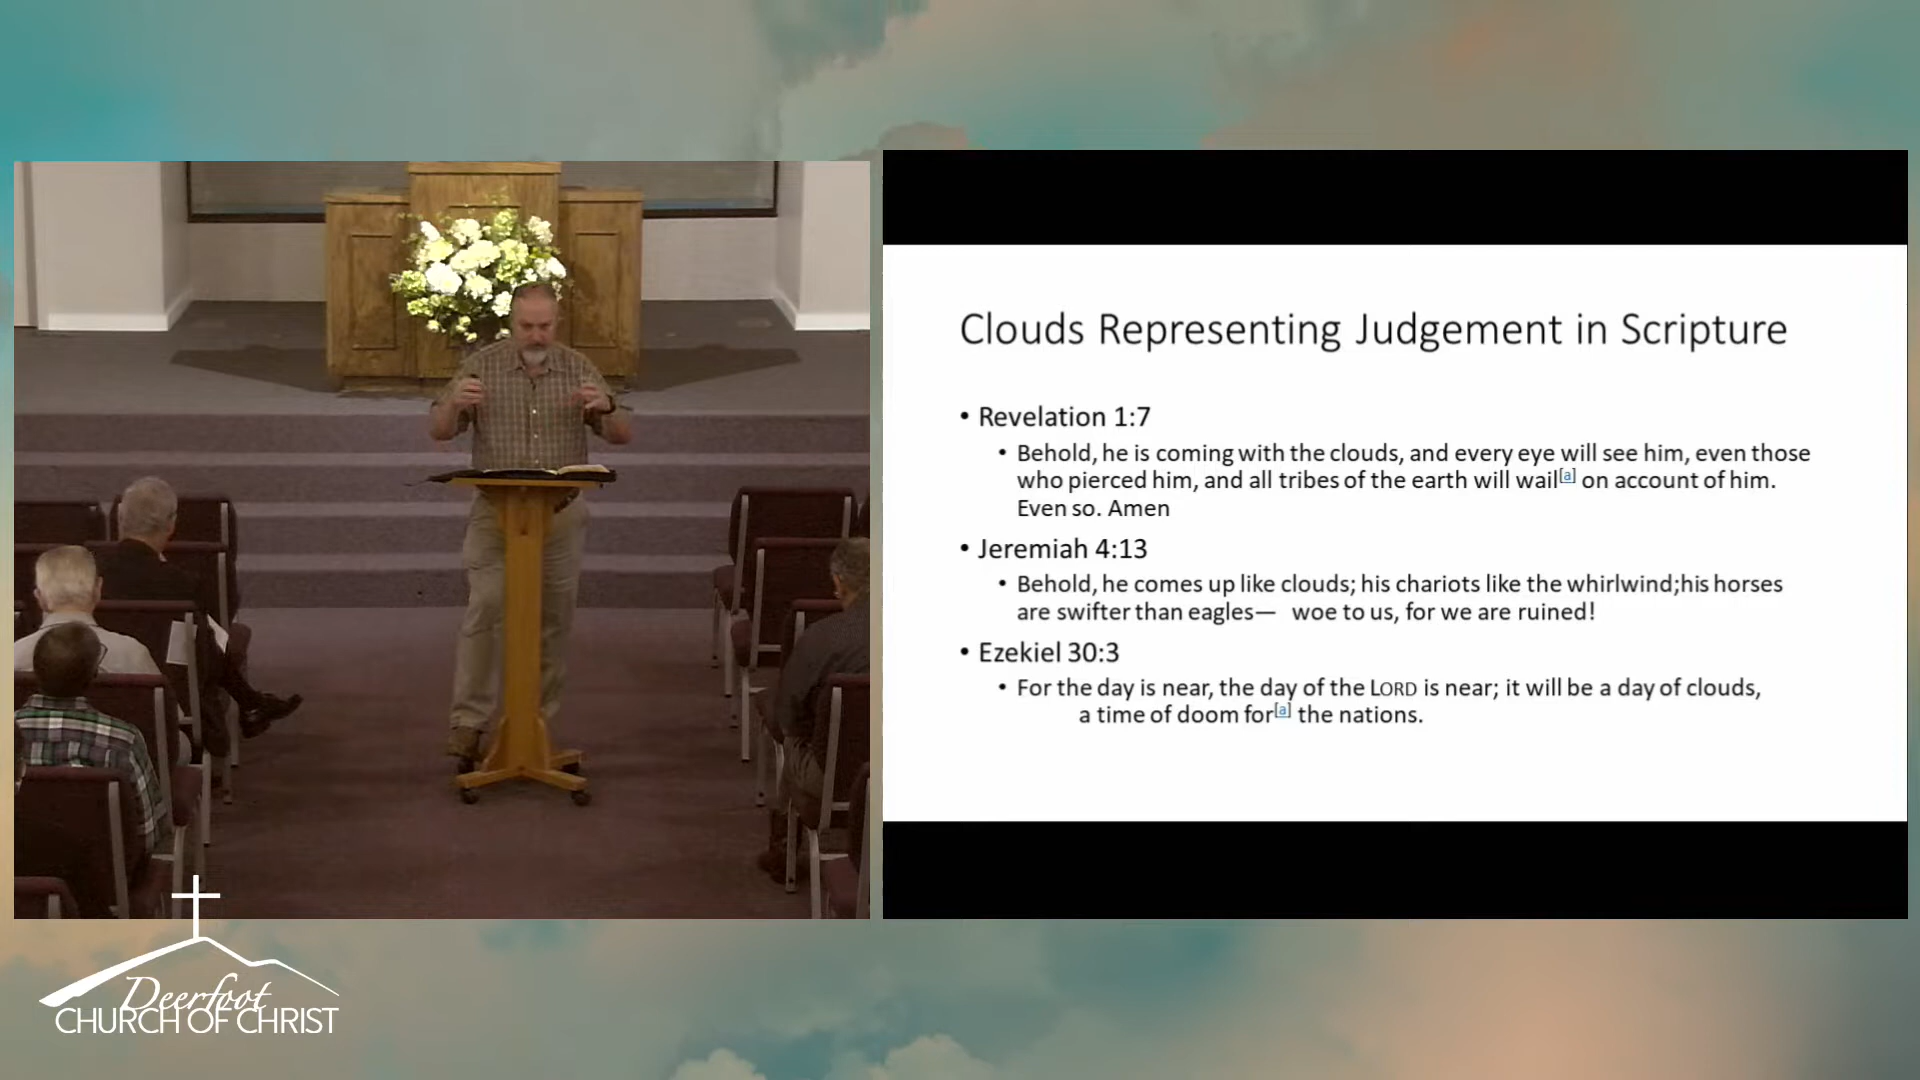 Clouds Representing Judgement in Scripture
• Revelation 1:7
• Behold, he is coming with the clouds, and every eye will see him, even those
who pierced him, and all tribes of the earth will wail[a] on account of him.
Even so. Amen
• Jeremiah 4:13
• Behold, he comes up like clouds; his chariots like the whirlwind;his horses
are swifter than eagles— woe to us, for we are ruined!
• Ezekiel 30:3
• For the day is near, the day of the LORD is near; it will be a day of clouds,
a time of doom for[a] the nations.
Deerfoot
CHURCH OF CHRIST